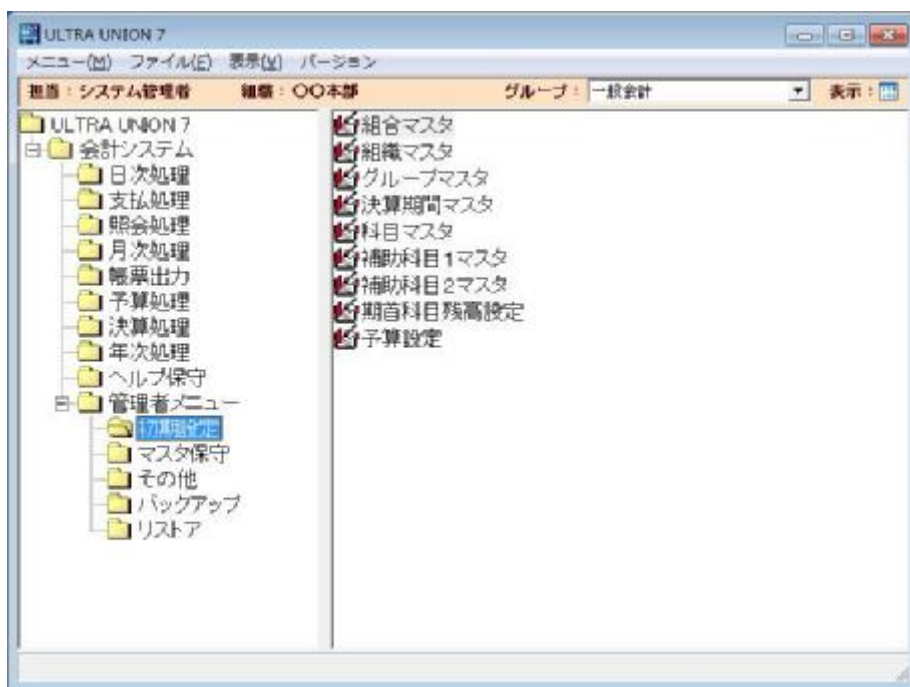 ULTRA UNION 7
メニュー(M) ファイル(F) 表示(V) バージョン
担当：システム管理者 組織：〇〇本部 グループ： 一般会計 表示：
ULTRA UNION 7
会計システム
日次処理
支払処理
照会処理
月次処理
帳票出力
予算処理
決算処理
年次処理
ヘルプ保守
管理者メニュー
初期設定
マスタ保守
その他
バックアップ
リストア
組合マスタ
組織マスタ
グループマスタ
決算期間マスタ
科目マスタ
補助科目1マスタ
補助科目2マスタ
期首科目残高設定
予算設定